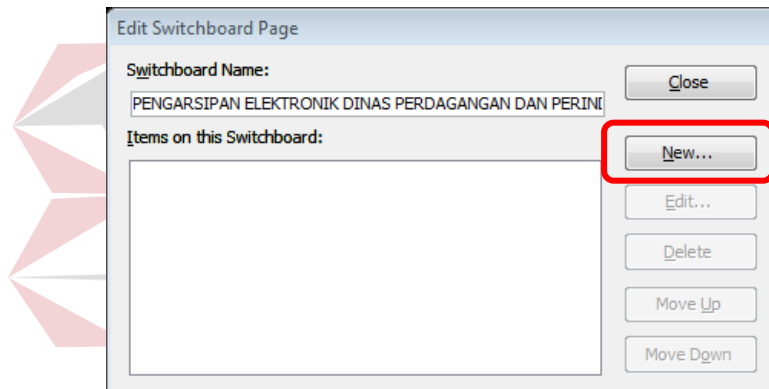 Edit Switchboard Page
Switchboard Name:
Close
PENGARSIPAN ELEKTRONIK DINAS PERDAGANGAN DAN
Items on this Switchboard:
New...
Edit...
Delete
Move Up
Move Down